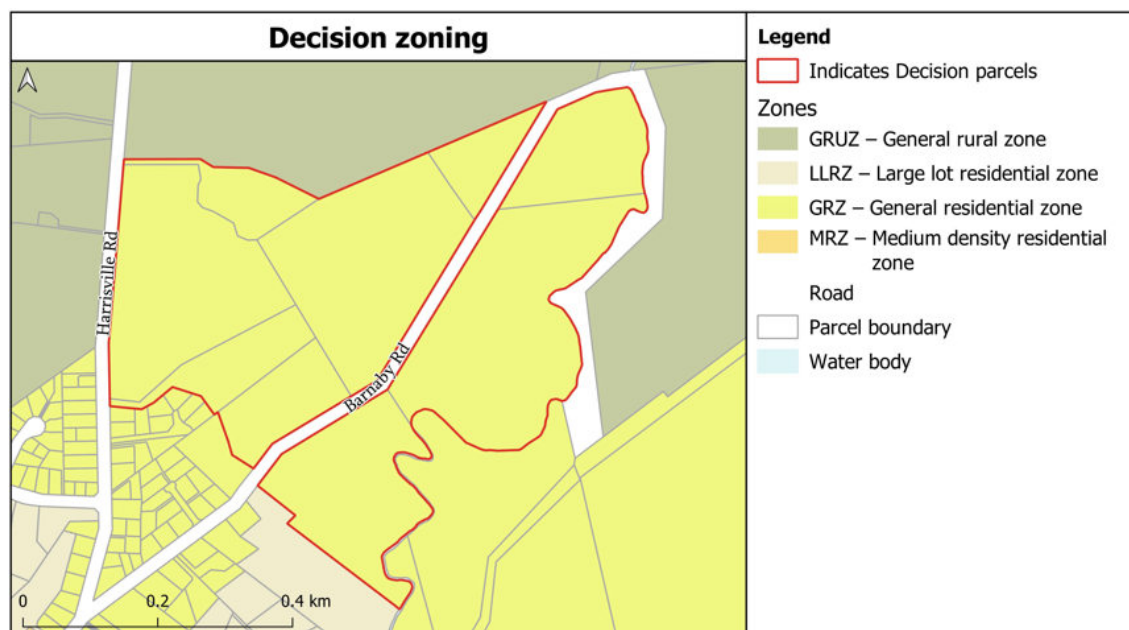 Decision zoning
Harrisville Rd
Barnaby Rd
0 0.2 0.4 km
Legend
Indicates Decision parcels
Zones
GRUZ – General rural zone
LLRZ – Large lot residential zone
GRZ – General residential zone
MRZ – Medium density residential
zone
Road
Parcel boundary
Water body